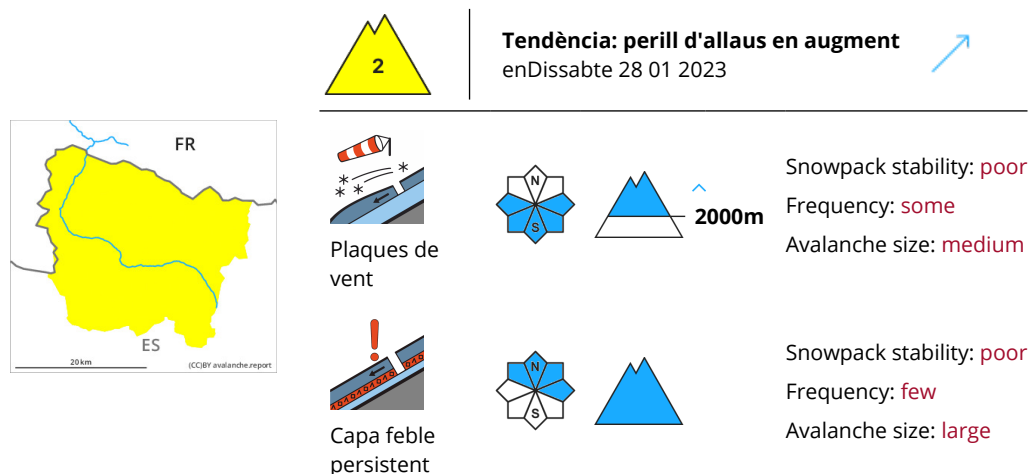 2
Tendència: perill d'allaus en augment
enDissabte 28 01 2023
FR
ES
20 km
(CC)BY avalanche.report
Plaques de
vent
N
S
2000m
Snowpack stability: poor
Frequency: some
Avalanche size: medium
Capa feble
persistent
N
S
Snowpack stability: poor
Frequency: few
Avalanche size: large